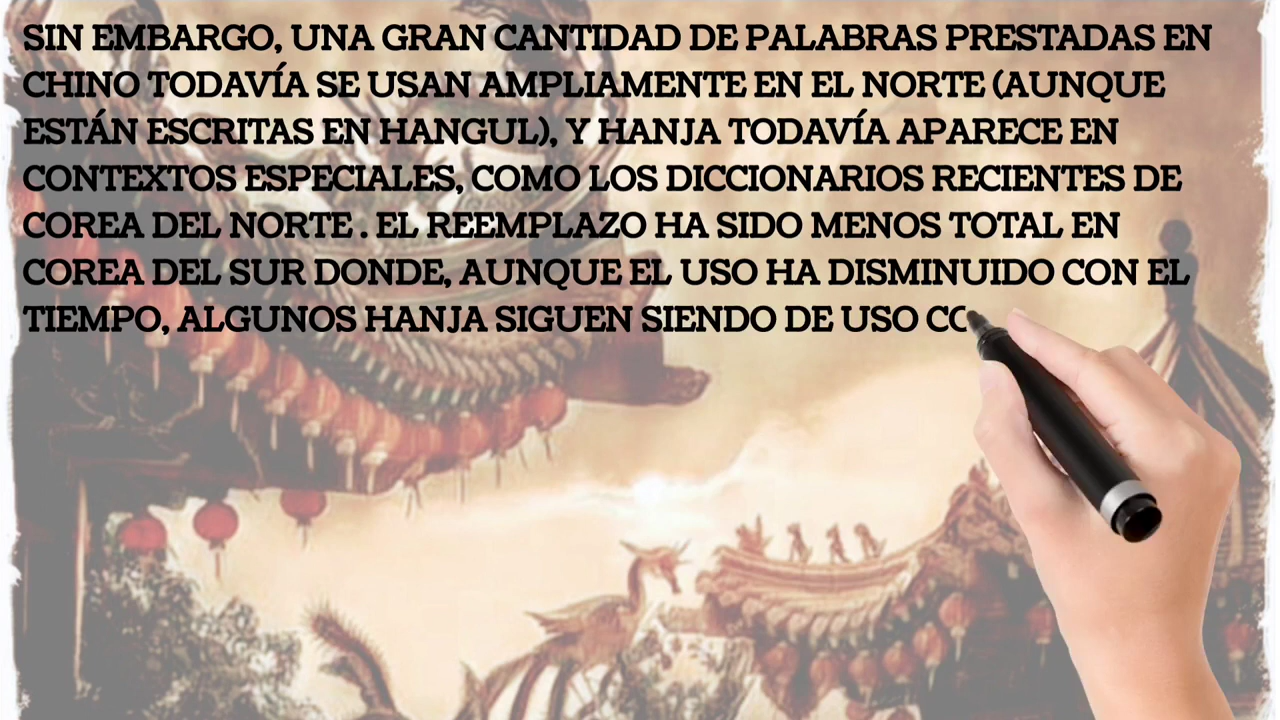 SIN EMBARGO, UNA GRAN CANTIDAD DE PALABRAS PRESTADAS EN
CHINO TODAVÍA SE USAN AMPLIAMENTE EN EL NORTE (AUNQUE
ESTÁN ESCRITAS EN HANGUL), Y HANJA TODAVÍA APARECE EN
CONTEXTOS ESPECIALES, COMO LOS DICCIONARIOS RECIENTES DE
COREA DEL NORTE . EL REEMPLAZO HA SIDO MENOS TOTAL EN
COREA DEL SUR DONDE, AUNQUE EL USO HA DISMINUIDO CON EL
TIEMPO, ALGUNOS HANJA SIGUEN SIENDO DE USO CO